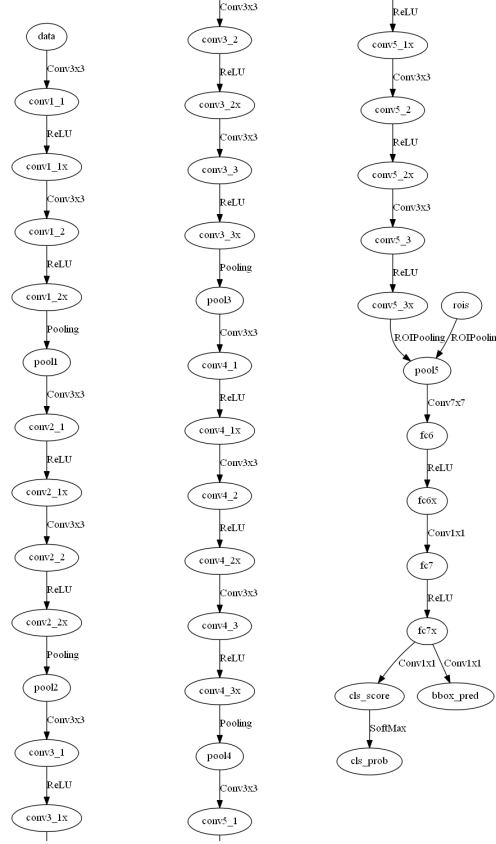 data
Conv3x3
conv1_1
ReLU
conv1_1x
Conv3x3
conv1_2
ReLU
conv1_2x
Pooling
pool1
Conv3x3
conv2_1
ReLU
conv2_1x
Conv3x3
conv2_2
ReLU
conv2_2x
Pooling
pool2
Conv3x3
conv3_1
ReLU
conv3_1x
Conv3x3
conv3_2
ReLU
conv3_2x
Conv3x3
conv3_3
ReLU
conv3_3x
Pooling
pool3
Conv3x3
conv4_1
ReLU
conv4_1x
Conv3x3
conv4_2
ReLU
conv4_2x
Conv3x3
conv4_3
ReLU
conv4_3x
Pooling
pool4
Conv3x3
conv5_1
ReLU
conv5_1x
Conv3x3
conv5_2
ReLU
conv5_2x
Conv3x3
conv5_3
ReLU
conv5_3x rois
ROIPooling ROIPoolin
pool5
Conv7x7
fc6
ReLU
fc6x
Conv1x1
fc7
ReLU
fc7x
Conv1x1 Conv1x1
cls_score bbox_pred
SoftMax
cls_prob